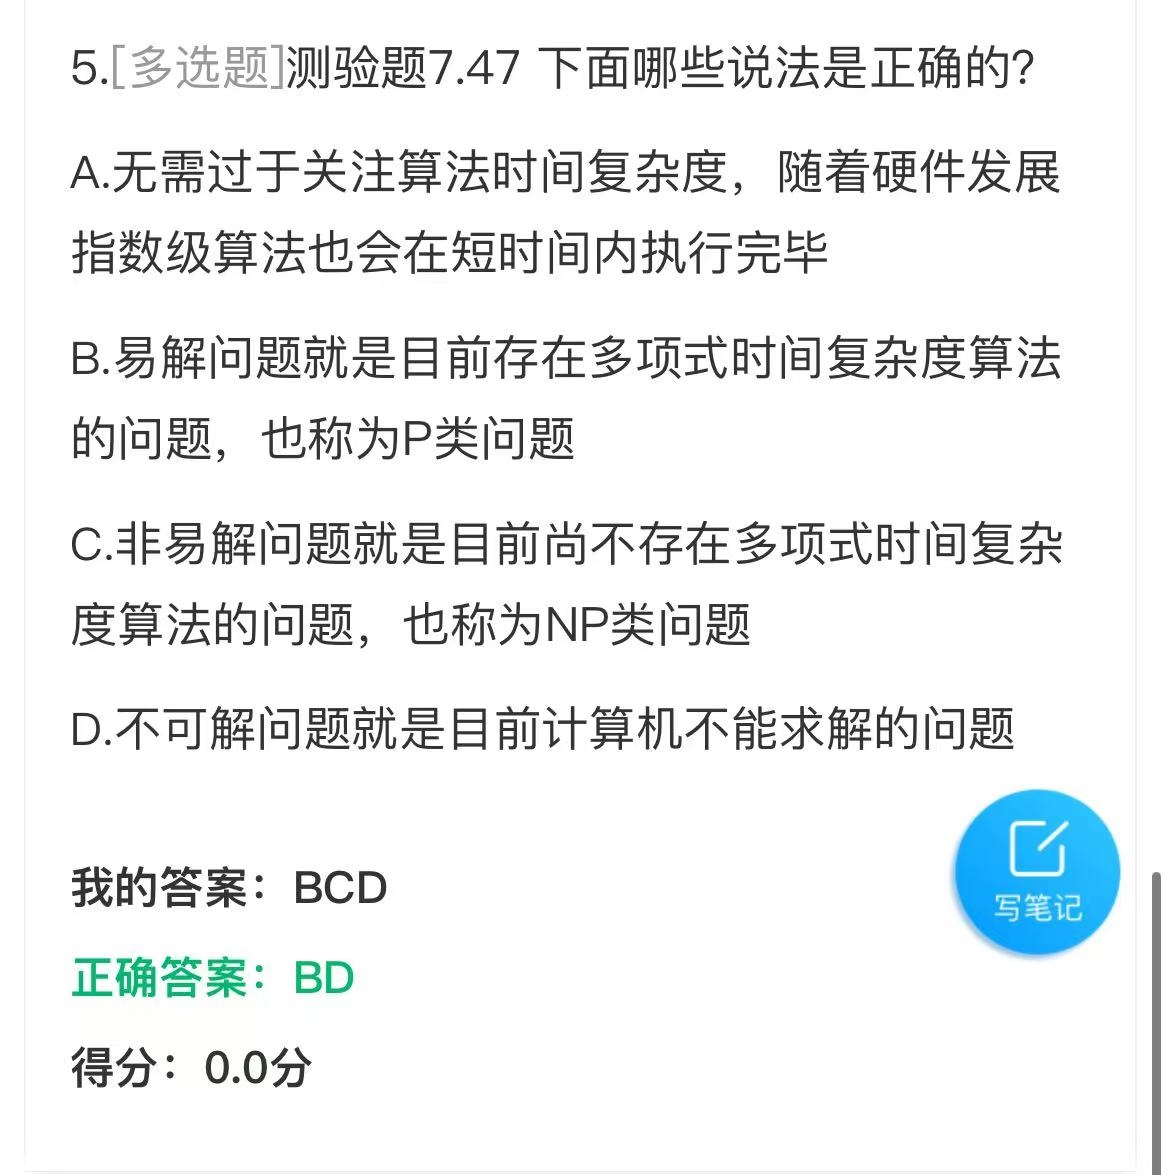 5.[多选题]测验题7.47 下面哪些说法是正确的?
A.无需过于关注算法时间复杂度，随着硬件发展
指数级算法也会在短时间内执行完毕
B.易解问题就是目前存在多项式时间复杂度算法
的问题，也称为P类问题
C.非易解问题就是目前尚不存在多项式时间复杂
度算法的问题，也称为NP类问题
D.不可解问题就是目前计算机不能求解的问题
写笔记
我的答案：BCD
正确答案：BD
得分：0.0分